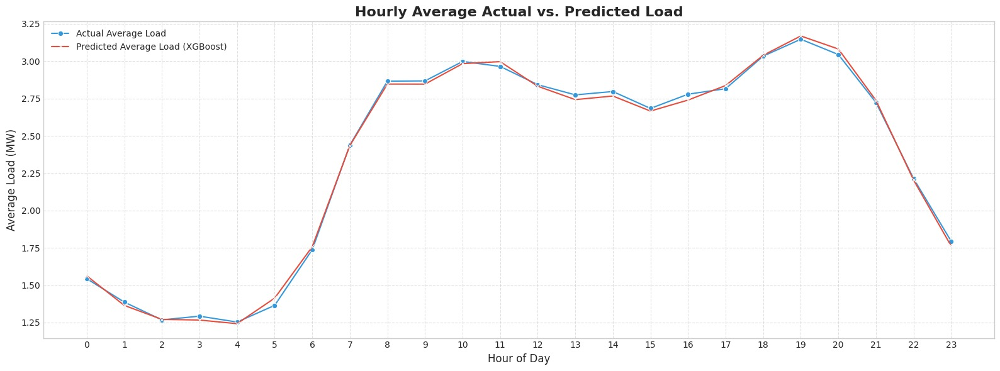 Hourly Average Actual vs. Predicted Load
Actual Average Load
Predicted Average Load (XGBoost)
Average Load (MW)
3.25
3.00
2.75
2.50
2.25
2.00
1.75
1.50
1.25
0 1 2 3 4 5 6 7 8 9 10 11 12 13 14 15 16 17 18 19 20 21 22 23
Hour of Day